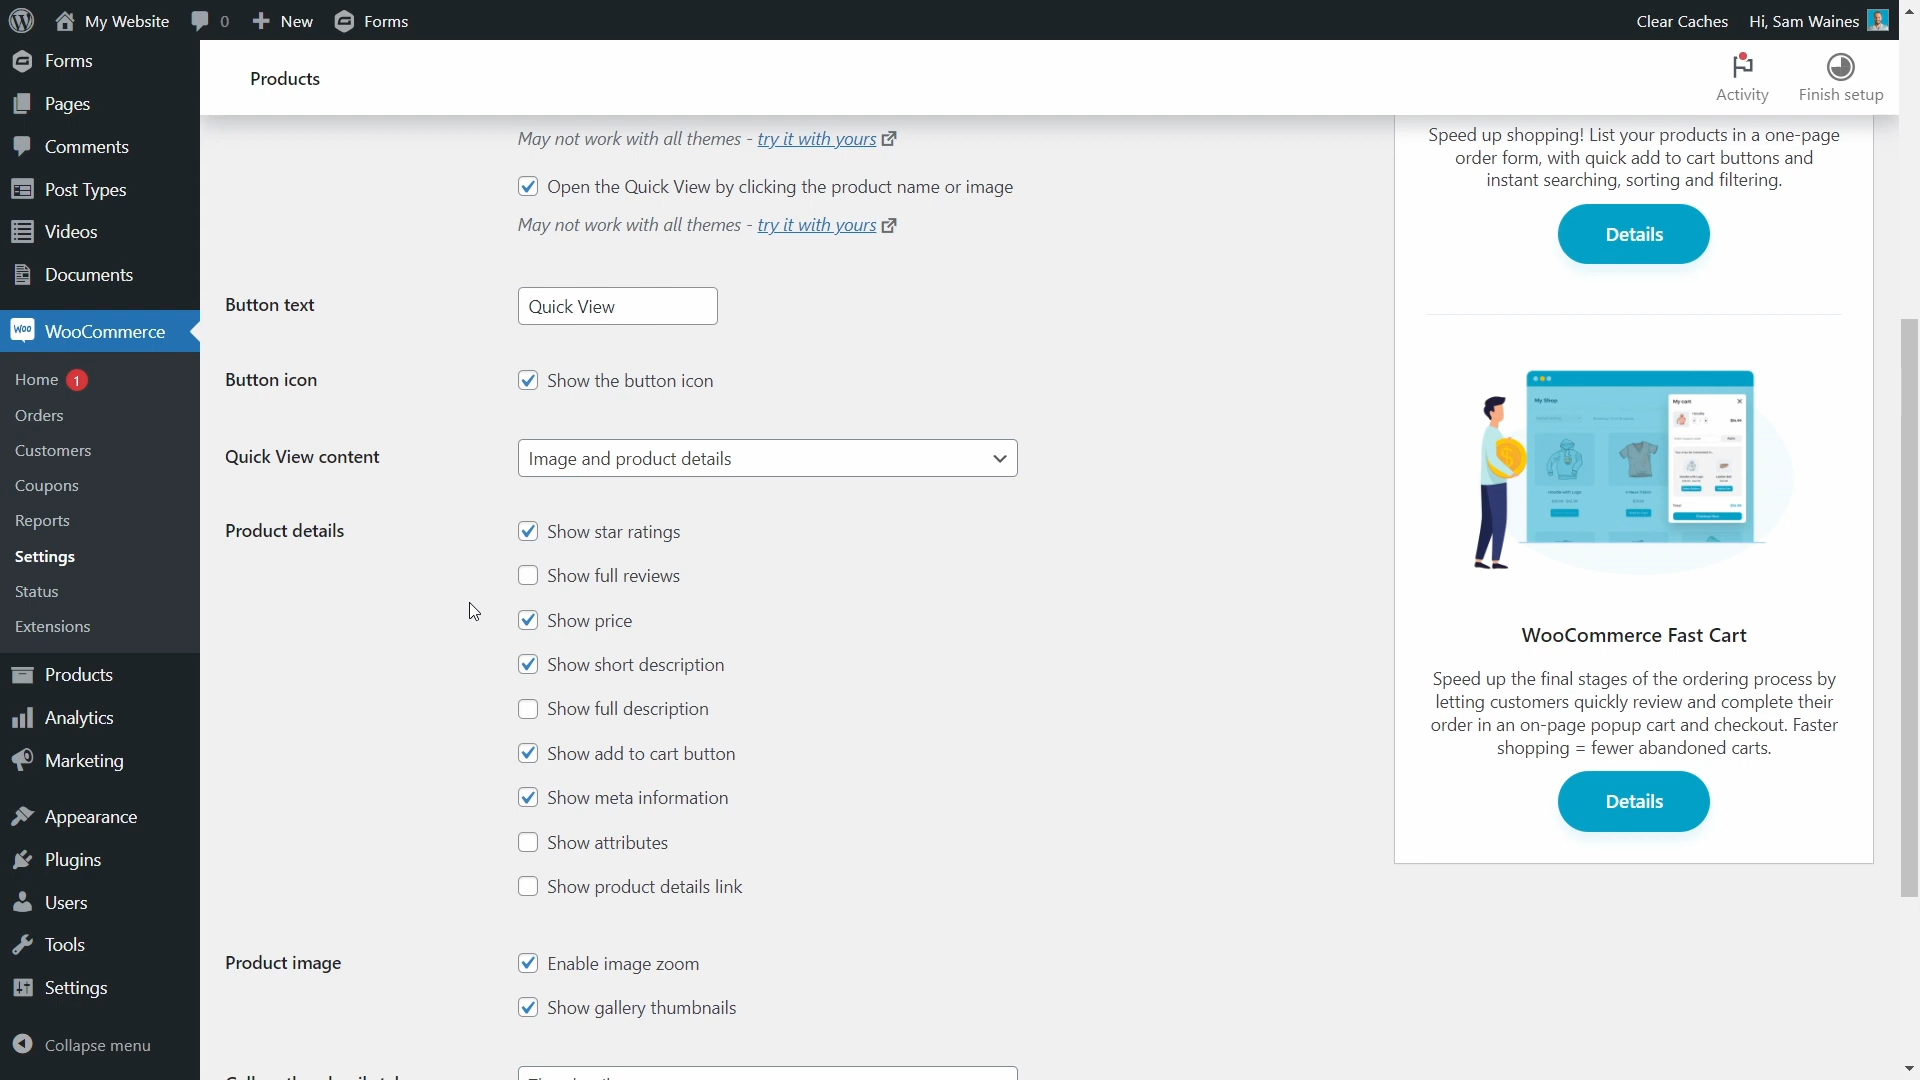 My Website
0
New
Forms
Clear Caches
Hi, Sam Waines
Forms
Pages
Comments
Post Types
Videos
Documents
WooCommerce
Home 1
Orders
Customers
Coupons
Reports
Settings
Status
Extensions
Products
Analytics
Marketing
Appearance
Plugins
Users
Tools
Settings
Collapse menu
Products
Activity
Finish setup
May not work with all themes - try it with yours
Open the Quick View by clicking the product name or image
May not work with all themes - try it with yours
Button text
Quick View
Button icon
Show the button icon
Quick View content
Image and product details
Product details
Show star ratings
Show full reviews
Show price
Show short description
Show full description
Show add to cart button
Show meta information
Show attributes
Show product details link
Product image
Enable image zoom
Show gallery thumbnails
Speed up shopping! List your products in a one-page
order form, with quick add to cart buttons and
instant searching, sorting and filtering.
Details
My Shop
My cart
WooCommerce Fast Cart
Speed up the final stages of the ordering process by
letting customers quickly review and complete their
order in an on-page popup cart and checkout. Faster
shopping = fewer abandoned carts.
Details